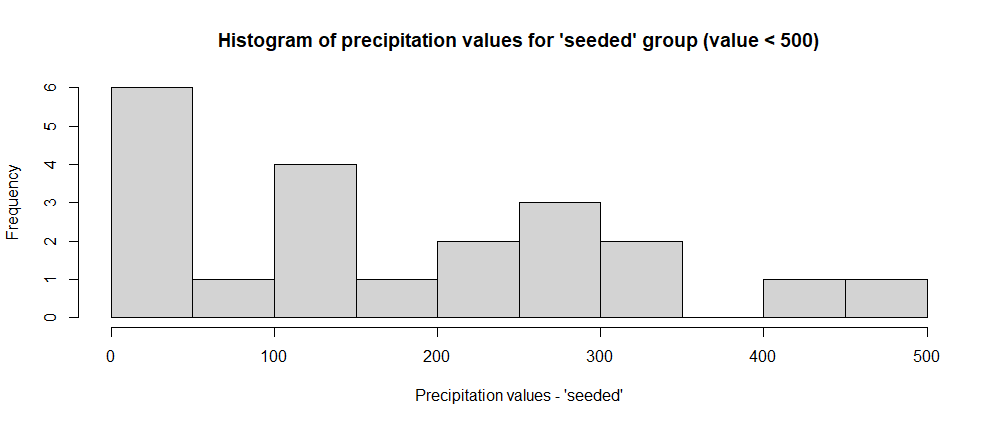 Histogram of precipitation values for 'seeded' group (value < 500)
Frequency
6
5
4
3
2
1
0
0 100 200 300 400 500
Precipitation values - 'seeded'